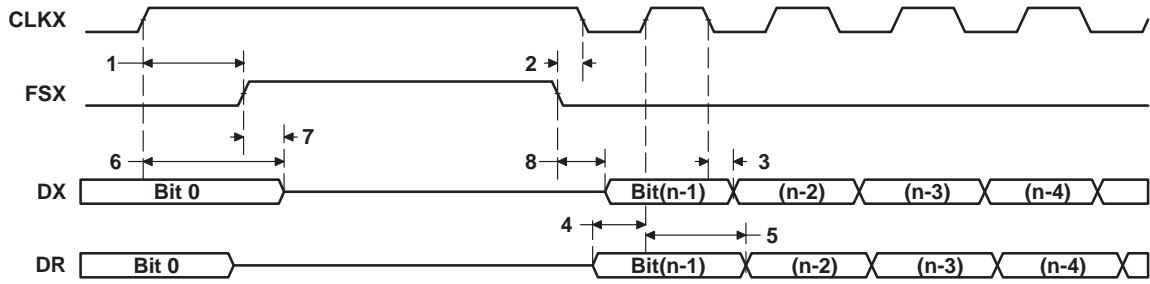 CLKX
1
2
FSX
7
6
8
3
DX
Bit 0
Bit(n-1)
(n-2)
(n-3)
(n-4)
4
5
DR
Bit 0
Bit(n-1)
(n-2)
(n-3)
(n-4)